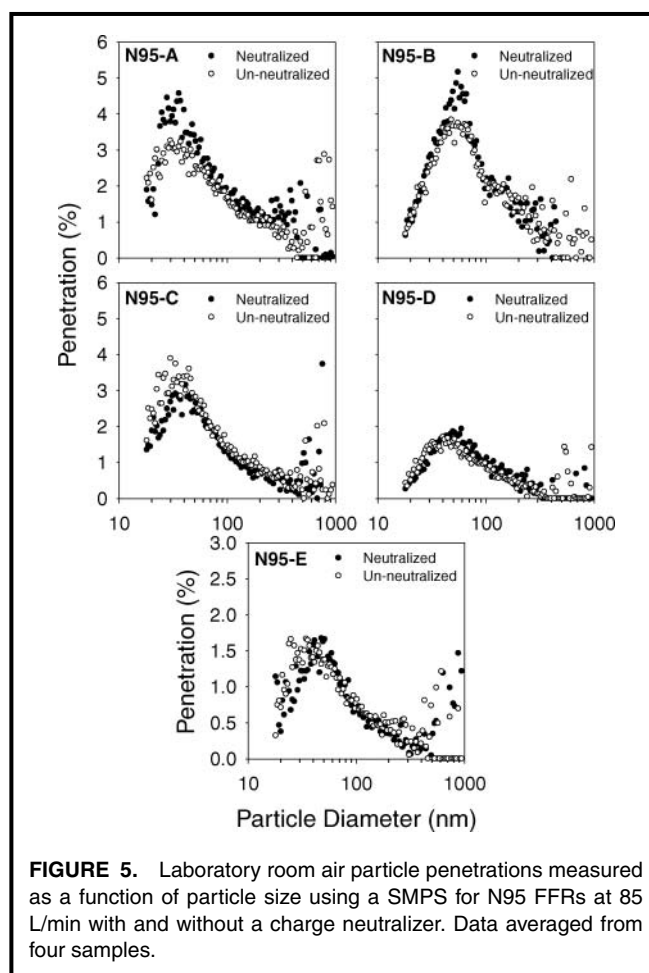 N95-A
Neutralized
Un-neutralized
6
5
4
3
2
1
0
N95-B
Neutralized
Un-neutralized
Penetration (%)
N95-C
Neutralized
Un-neutralized
6
5
4
3
2
1
0
10
100
1000
N95-D
Neutralized
Un-neutralized
10
100
1000
N95-E
Neutralized
Un-neutralized
Penetration (%)
3.0
2.5
2.0
1.5
1.0
0.5
0.0
10
100
1000
Particle Diameter (nm)
FIGURE 5. Laboratory room air particle penetrations measured
as a function of particle size using a SMPS for N95 FFRs at 85
L/min with and without a charge neutralizer. Data averaged from
four samples.